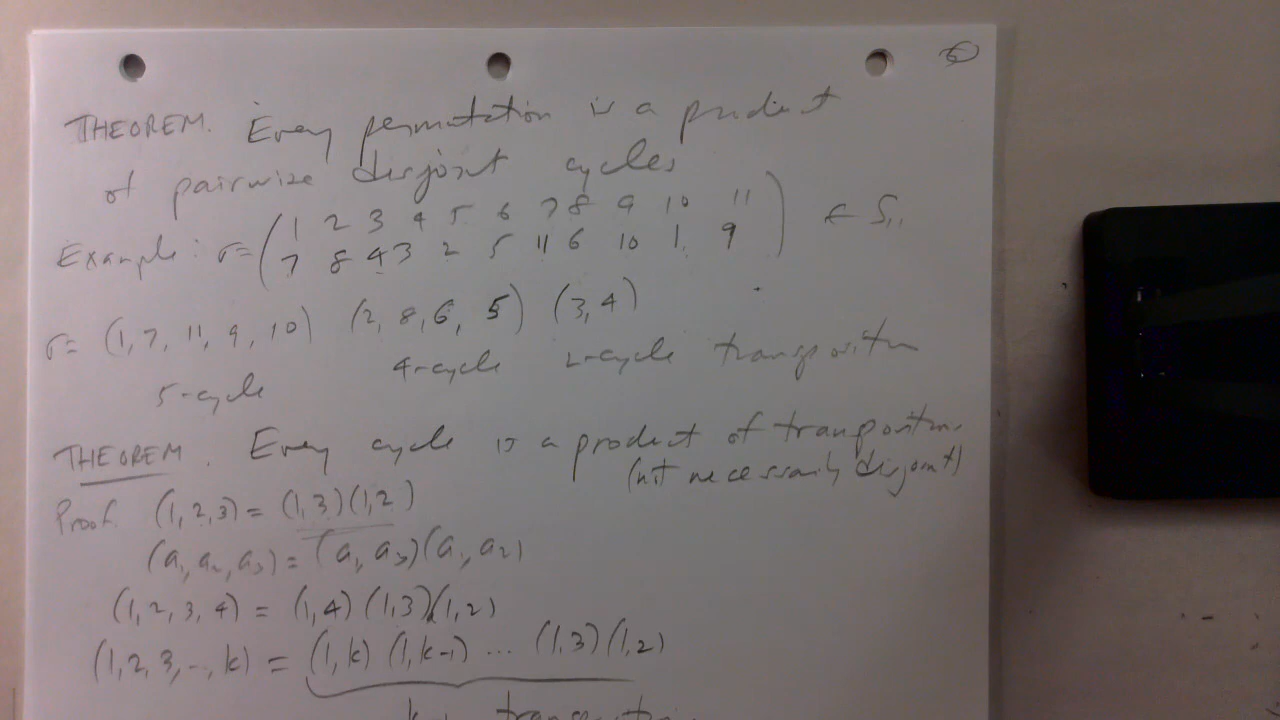 6
THEOREM. Every permutation is a product
of pairwise disjoint cycles
Example: σ= ( 1 2 3 4 5 6 7 8 9 10 11 ) ∈ S11
7 8 4 3 2 5 11 6 10 1 9
σ= (1, 7, 11, 9, 10) (2, 8, 6, 5) (3, 4)
5-cycle 4-cycle 2-cycle transposition
THEOREM. Every cycle is a product of transpositions
(not necessarily disjoint)
Proof. (1, 2, 3) = (1, 3)(1, 2)
(a1, a2, a3) = (a1, a3)(a1, a2)
(1, 2, 3, 4) = (1, 4) (1, 3)(1, 2)
(1, 2, 3, --, k) = (1, k) (1, k-1) ... (1, 3) (1, 2)